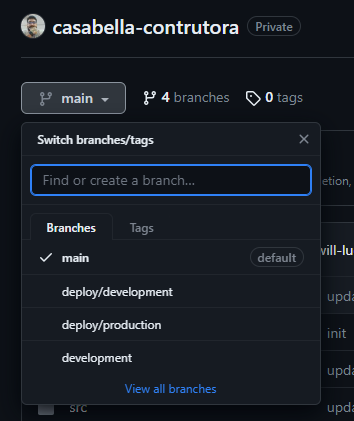 casabella-contrutora Private
main 4 branches 0 tags
Switch branches/tags
Find or create a branch...
etion,
Branches Tags
will-lu
main default
deploy/development
upda
deploy/production
init
development
upda
View all branches
src
upda